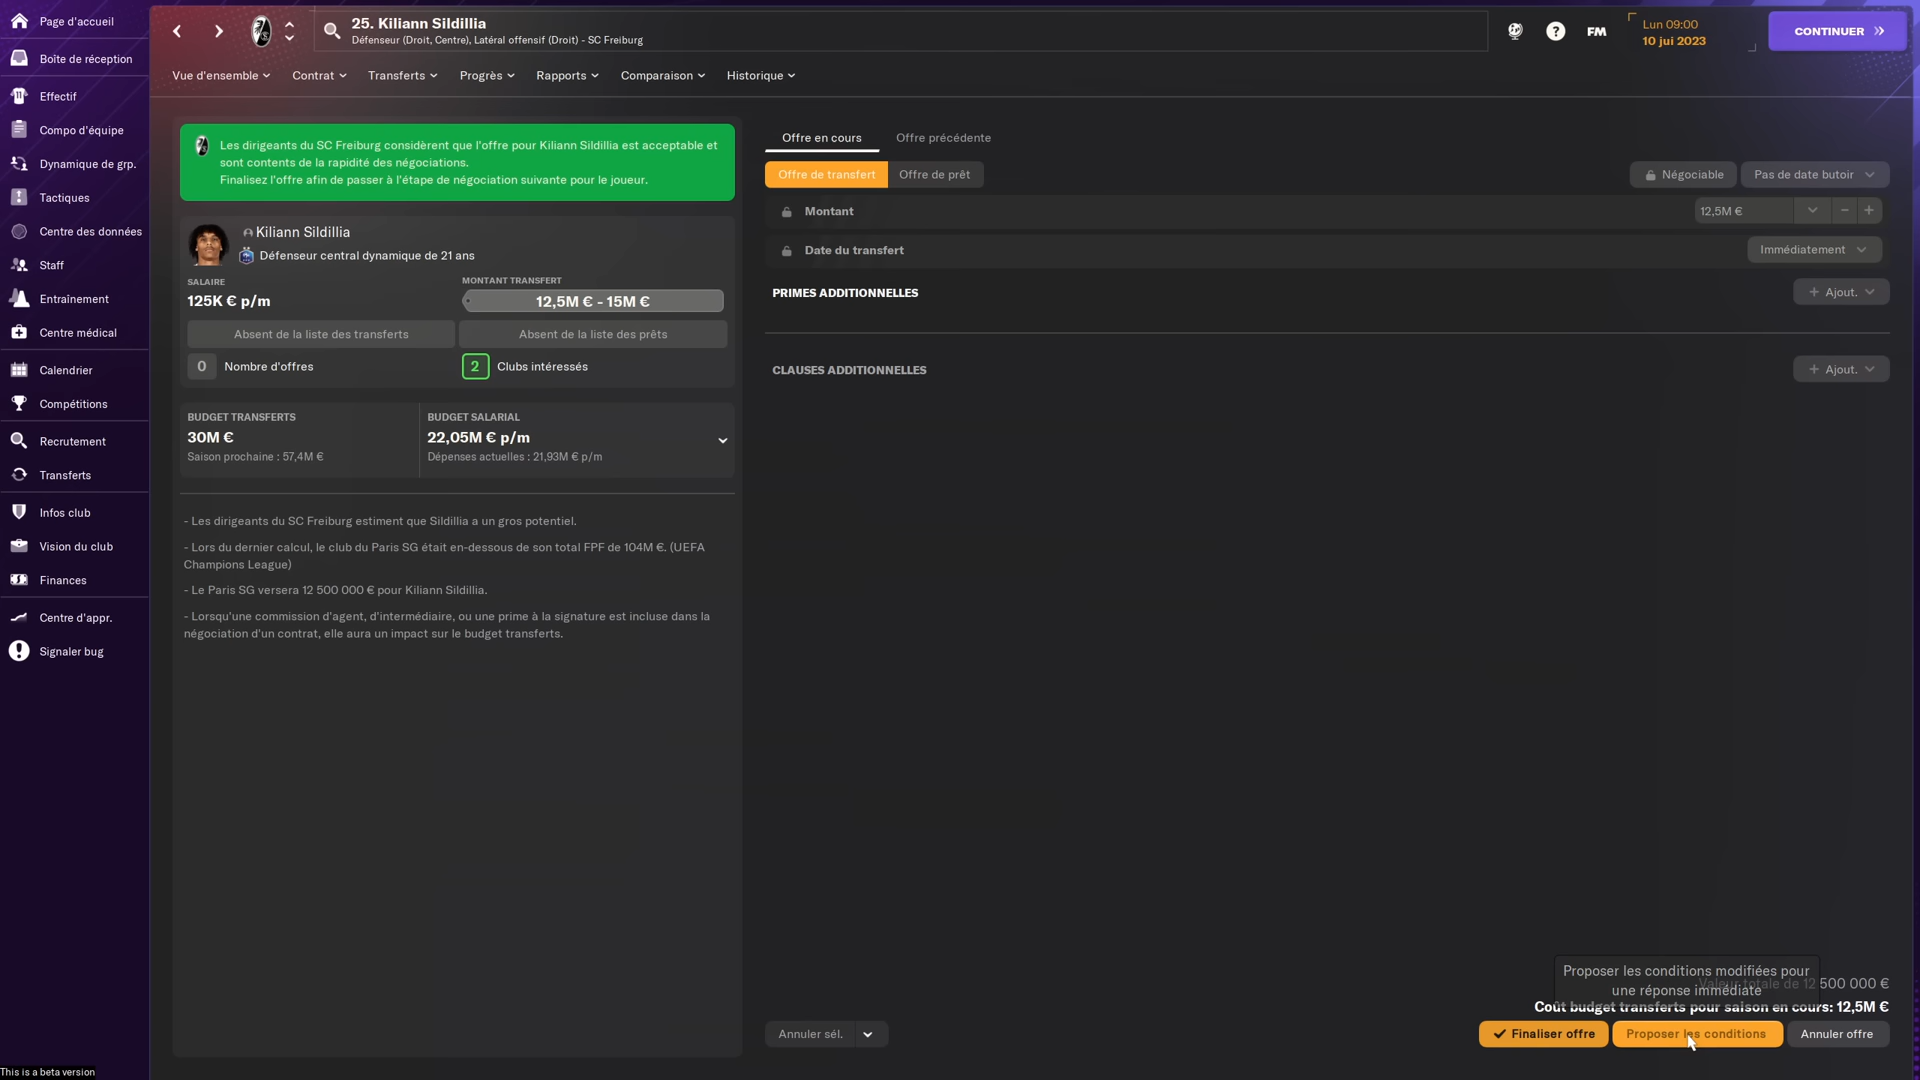 Page d'accueil
Boîte de réception
Effectif
Compo d'équipe
Dynamique de grp.
Tactiques
Centre des données
Staff
Entraînement
Centre médical
Calendrier
Compétitions
Recrutement
Transferts
Infos club
Vision du club
Finances
Centre d'appr.
Signaler bug
This is a beta version
25. Kiliann Sildillia
Défenseur (Droit, Centre), Latéral offensif (Droit) - SC Freiburg
FM
Lun 09:00
10 jui 2023
CONTINUER
Vue d'ensemble
Contrat
Transferts
Progrès
Rapports
Comparaison
Historique
Les dirigeants du SC Freiburg considèrent que l'offre pour Kiliann Sildillia est acceptable et
sont contents de la rapidité des négociations.
Finalisez l'offre afin de passer à l'étape de négociation suivante pour le joueur.
Kiliann Sildillia
Défenseur central dynamique de 21 ans
SALAIRE
125K € p/m
MONTANT TRANSFERT
12,5M € - 15M €
Absent de la liste des transferts
Absent de la liste des prêts
0 Nombre d'offres
2 Clubs intéressés
BUDGET TRANSFERTS
30M €
Saison prochaine : 57,4M €
BUDGET SALARIAL
22,05M € p/m
Dépenses actuelles : 21,93M € p/m
- Les dirigeants du SC Freiburg estiment que Sildillia a un gros potentiel.
- Lors du dernier calcul, le club du Paris SG était en-dessous de son total FPF de 104M €. (UEFA
Champions League)
- Le Paris SG versera 12 500 000 € pour Kiliann Sildillia.
- Lorsqu'une commission d'agent, d'intermédiaire, ou une prime à la signature est incluse dans la
négociation d'un contrat, elle aura un impact sur le budget transferts.
Offre en cours
Offre précédente
Offre de transfert
Offre de prêt
Négociable
Pas de date butoir
Montant
12,5M €
Date du transfert
Immédiatement
PRIMES ADDITIONNELLES
Ajout.
CLAUSES ADDITIONNELLES
Ajout.
Proposer les conditions modifiées pour
une réponse immédiate
Valeur totale de 12 500 000 €
Coût budget transferts pour saison en cours: 12,5M €
Annuler sél.
Finaliser offre
Proposer les conditions
Annuler offre